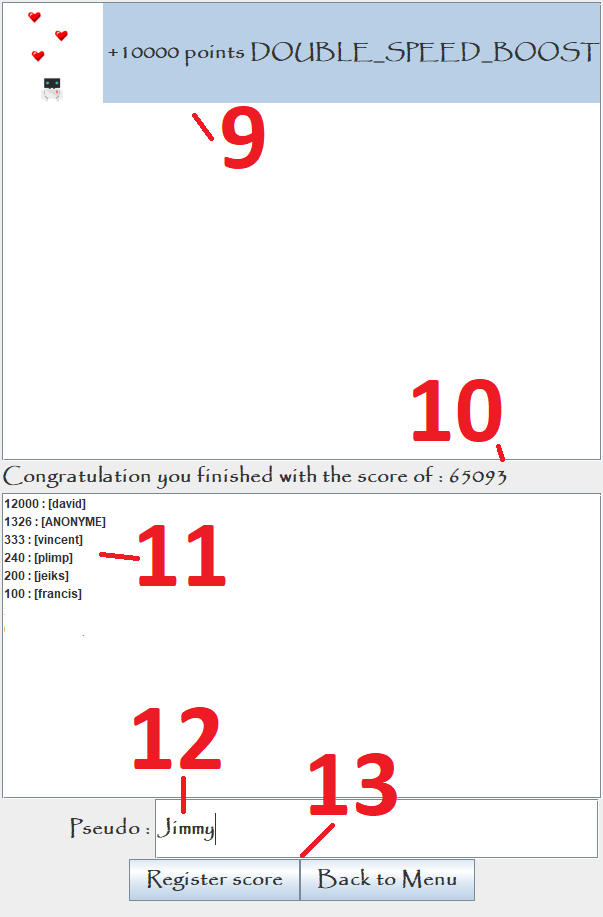 +10000 points DOUBLE_SPEED_BOOST
9
10
Congratulation you finished with the score of : 65093
12000 : [david]
1326 : [ANONYME]
333 : [vincent]
11
240 : [plimp]
200 : [jeiks]
100 : [francis]
12
13
Pseudo : Jimmy
Register score Back to Menu